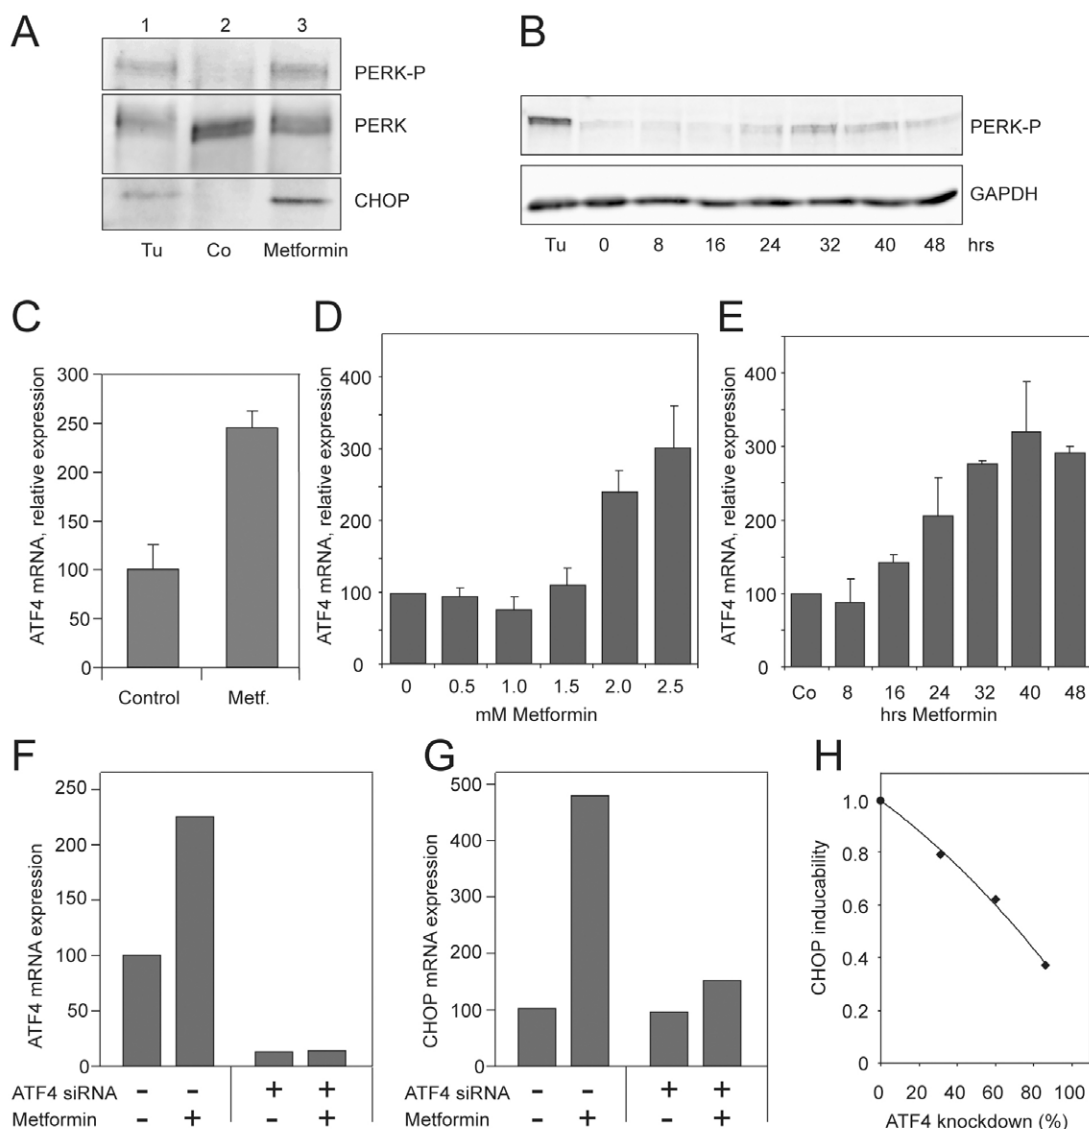 A
1 2 3
PERK-P
PERK
CHOP
Tu Co Metformin
B
PERK-P
GAPDH
Tu 0 8 16 24 32 40 48 hrs
C
ATF4 mRNA, relative expression
300
250
200
150
100
50
0
Control Metf.
D
ATF4 mRNA, relative expression
400
300
200
100
0
0 0.5 1.0 1.5 2.0 2.5
mM Metformin
E
ATF4 mRNA, relative expression
400
300
200
100
0
Co 8 16 24 32 40 48
hrs Metformin
F
ATF4 mRNA expression
250
200
150
100
50
0
ATF4 siRNA - - + +
Metformin - + - +
G
CHOP mRNA expression
500
400
300
200
100
0
- - + +
- + - +
H
CHOP inducability
1.0
0.8
0.6
0.4
0.2
0
0 20 40 60 80 100
ATF4 knockdown (%)